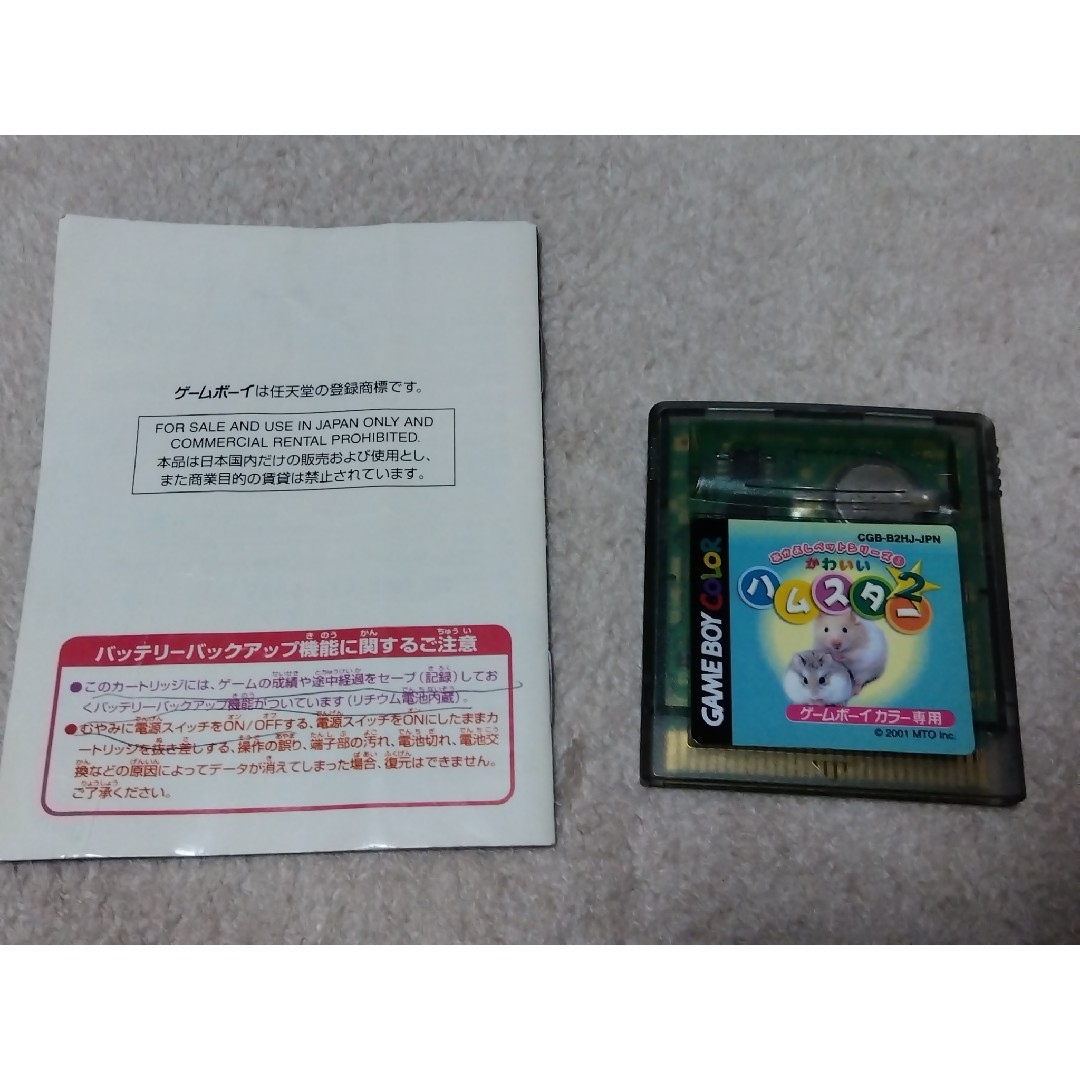 ゲームボーイは任天堂の登録商標です。
FOR SALE AND USE IN JAPAN ONLY AND
COMMERCIAL RENTAL PROHIBITED.
本品は日本国内だけの販売および使用とし、
また商業目的の賃貸は禁止されています。
バッテリーバックアップ機能に関するご注意
●このカートリッジには、ゲームの成績や途中経過をセーブ(記録)してお
くバッテリーバックアップ機能がついています(リチウム電池内蔵)。
●むやみに電源スイッチをON/OFFする、電源スイッチをONにしたままカ
ートリッジを抜き差しする、操作の誤り、端子部の汚れ、電池切れ、電池交
換などの原因によってデータが消えてしまった場合、復元はできません。
ご了承ください。
GAME BOY COLOR
CGB-B2HJ-JPN
なかよしペットシリーズ
かわいい
ハムスター2
ゲームボーイカラー専用
© 2001 MTO Inc.